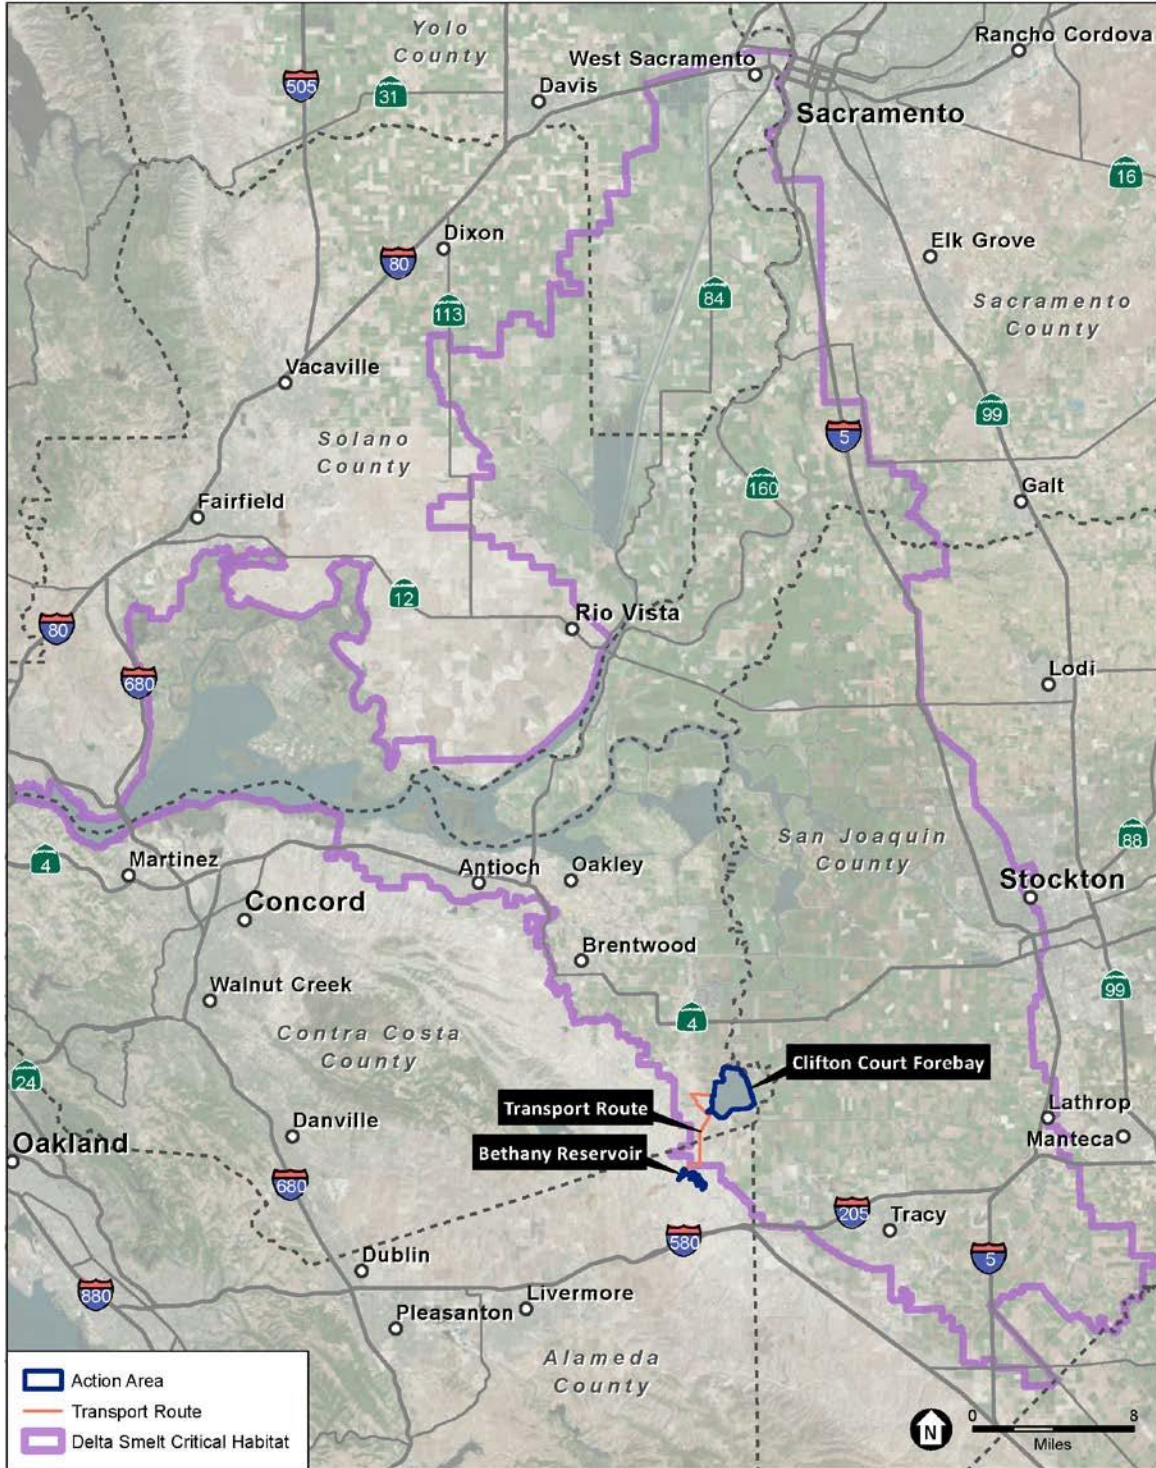 Yolo
County
Rancho Cordova
West Sacramento
505
31
Davis
Sacramento
16
Dixon
80
Elk Grove
84
113
Sacramento
County
Vacaville
99
Solano
County
5
160
Galt
Fairfield
12
Rio Vista
80
680
Lodi
San Joaquin
County
88
4
Martinez
Antioch
Oakley
Stockton
Concord
Brentwood
Walnut Creek
99
4
Contra Costa
County
Clifton Court Forebay
24
Transport Route
Lathrop
Danville
Manteca
Oakland
Bethany Reservoir
680
205
Tracy
580
5
Dublin
880
Livermore
Pleasanton
Alameda
County
Action Area
Transport Route
Delta Smelt Critical Habitat
N
0 8
Miles